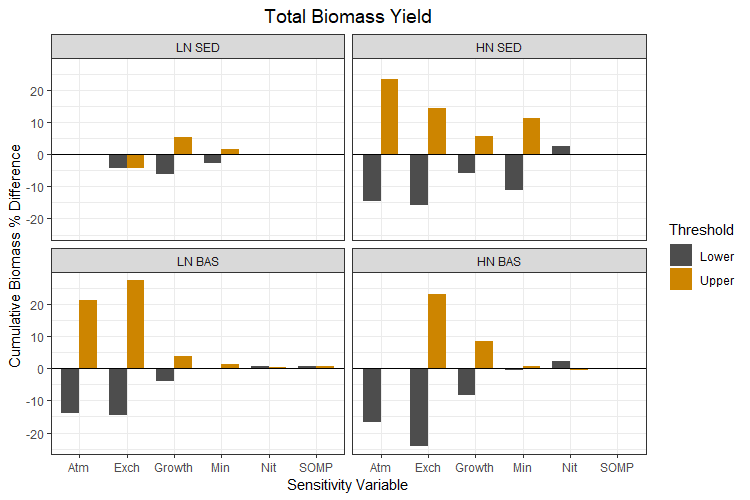 Total Biomass Yield
LN SED
HN SED
20
10
0
-10
-20
LN BAS
HN BAS
20
10
0
-10
-20
Atm Exch Growth Min Nit SOMP
Atm Exch Growth Min Nit SOMP
Sensitivity Variable
Cumulative Biomass % Difference
Threshold
Lower
Upper